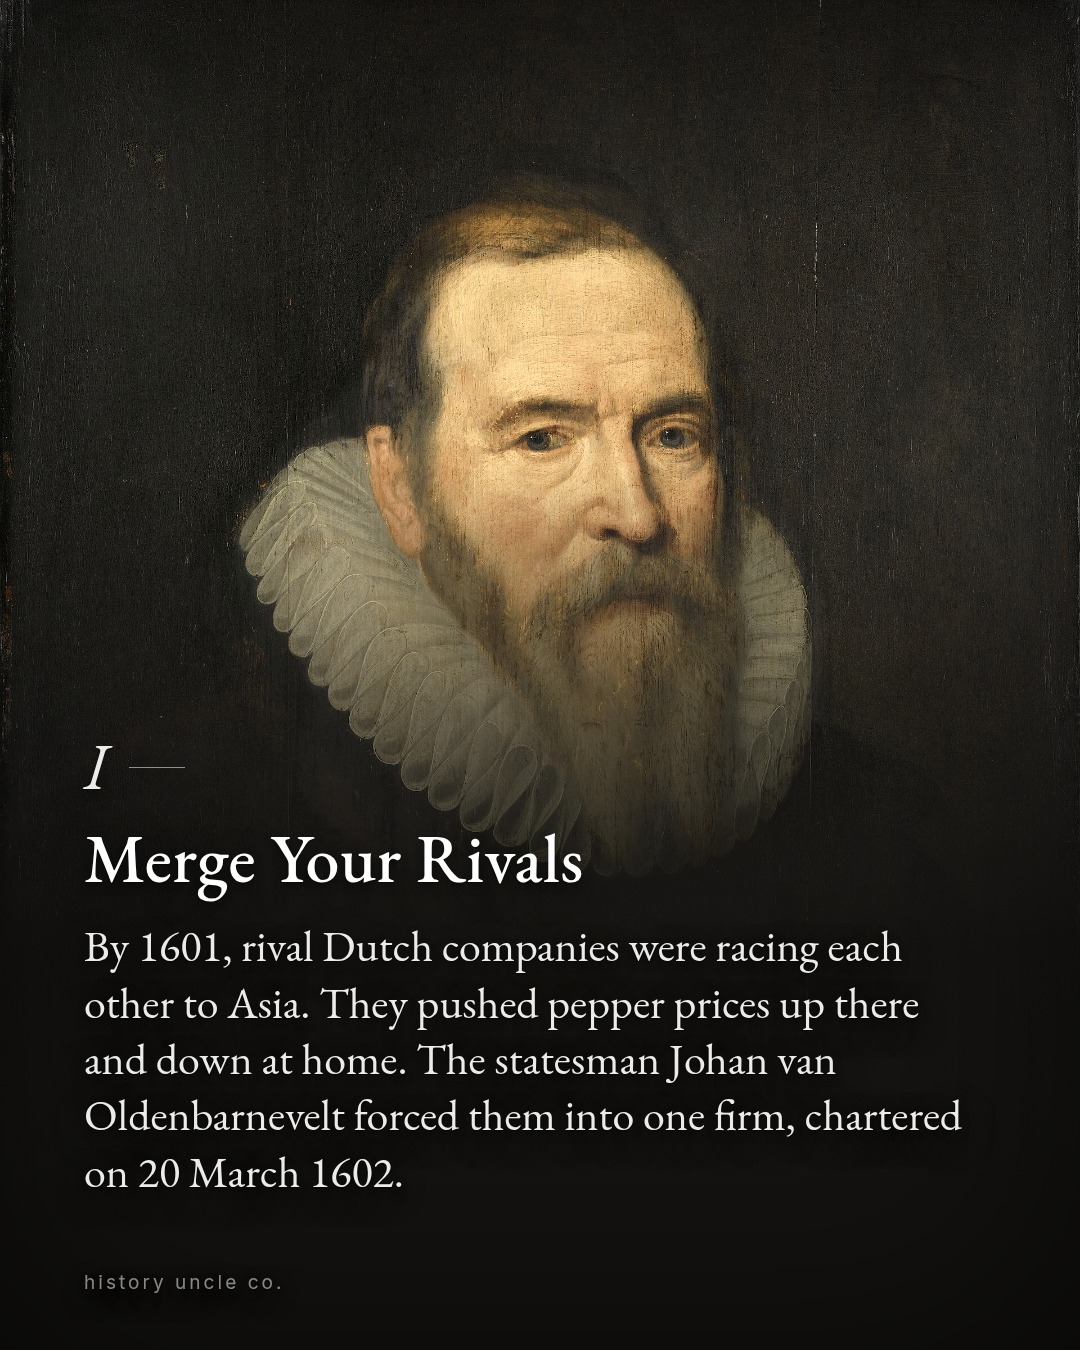 I —
Merge Your Rivals
By 1601, rival Dutch companies were racing each
other to Asia. They pushed pepper prices up there
and down at home. The statesman Johan van
Oldenbarnevelt forced them into one firm, chartered
on 20 March 1602.
history uncle co.